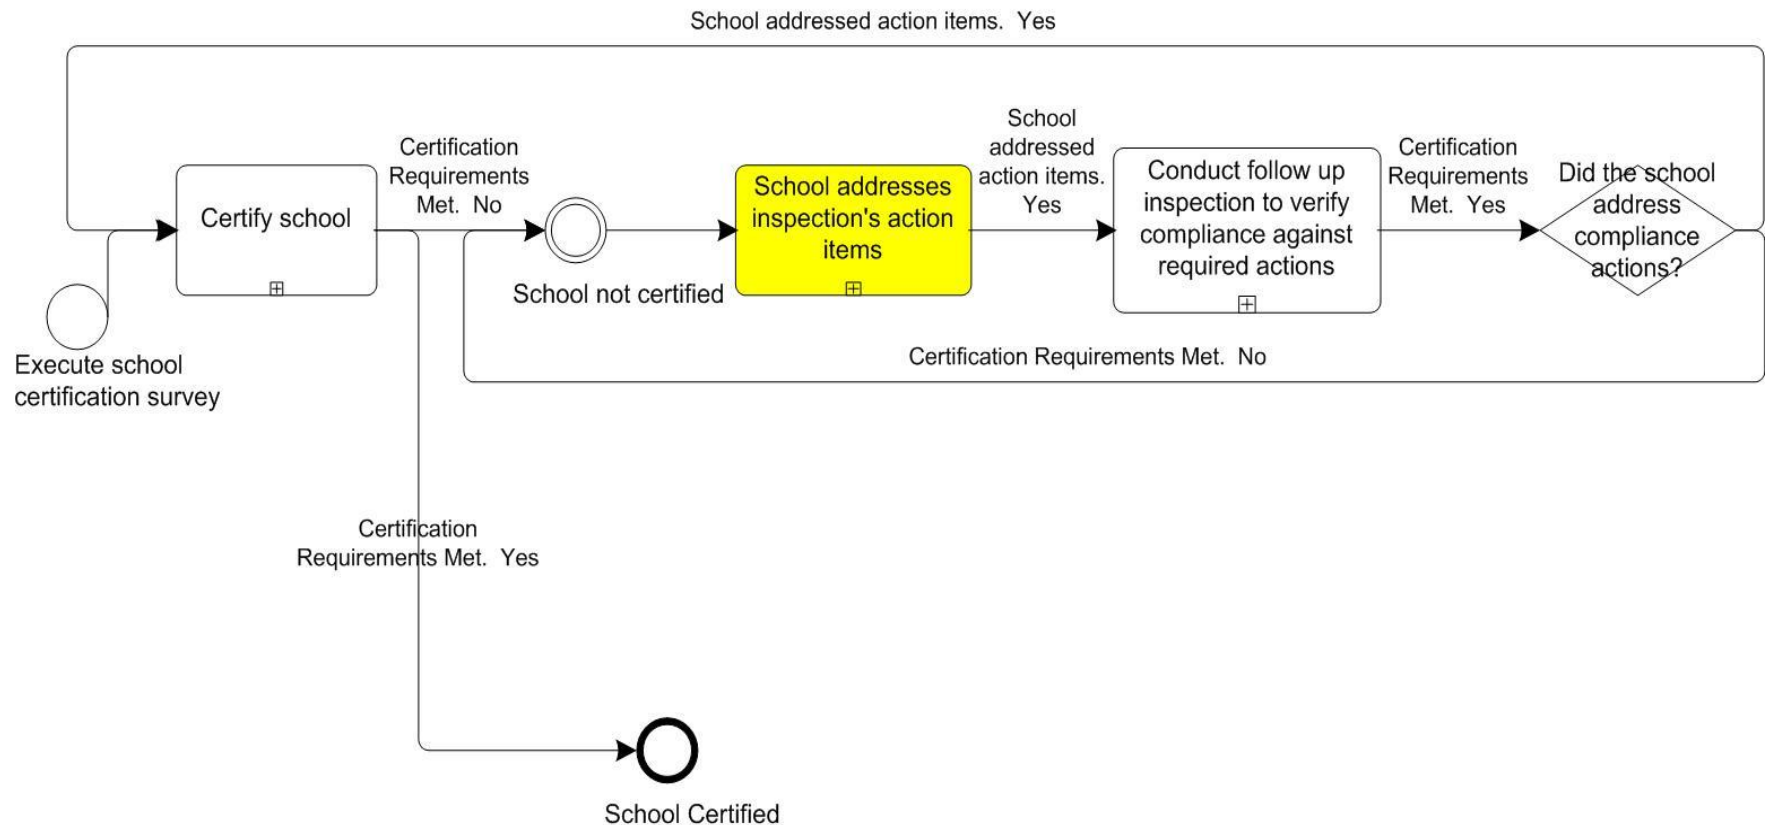 School addressed action items.  Yes
Certification
Requirements
Met.  No
School
addressed
action items.
Yes
Certification
Requirements
Met.  Yes
Certify school
School addresses
inspection's action
items
Conduct follow up
inspection to verify
compliance against
required actions
Did the school
address
compliance
actions?
School not certified
Execute school
certification survey
Certification Requirements Met.  No
Certification
Requirements Met.  Yes
School Certified